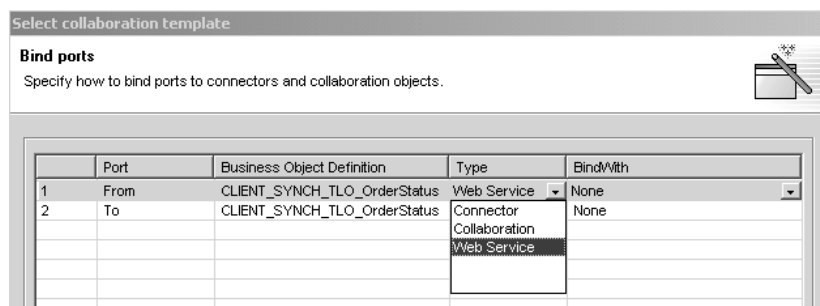 Select collaboration template
Bind ports
Specify how to bind ports to connectors and collaboration objects.
Port Business Object Definition Type BindWith
1 From CLIENT_SYNCH_TLO_OrderStatus Web Service None
2 To CLIENT_SYNCH_TLO_OrderStatus Connector None
Collaboration
Web Service